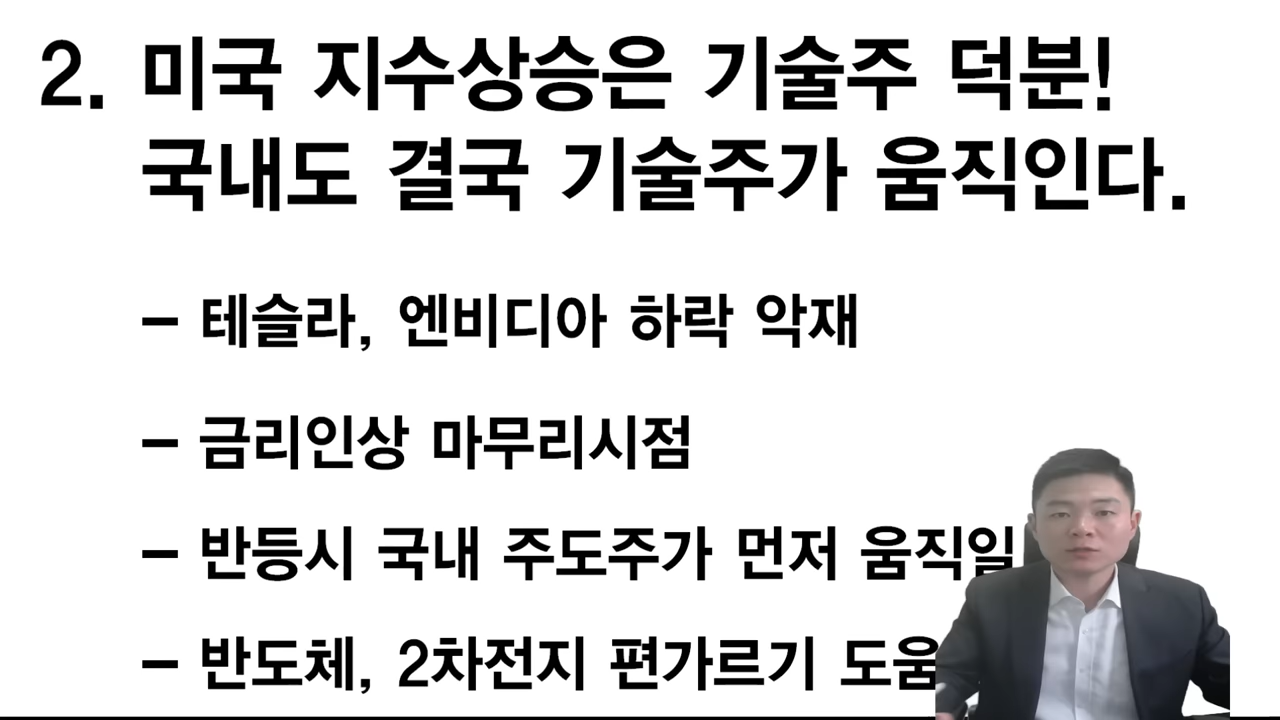 2. 미국 지수상승은 기술주 덕분!
국내도 결국 기술주가 움직인다.
- 테슬라, 엔비디아 하락 악재
- 금리인상 마무리시점
- 반등시 국내 주도주가 먼저 움직일
- 반도체, 2차전지 편가르기